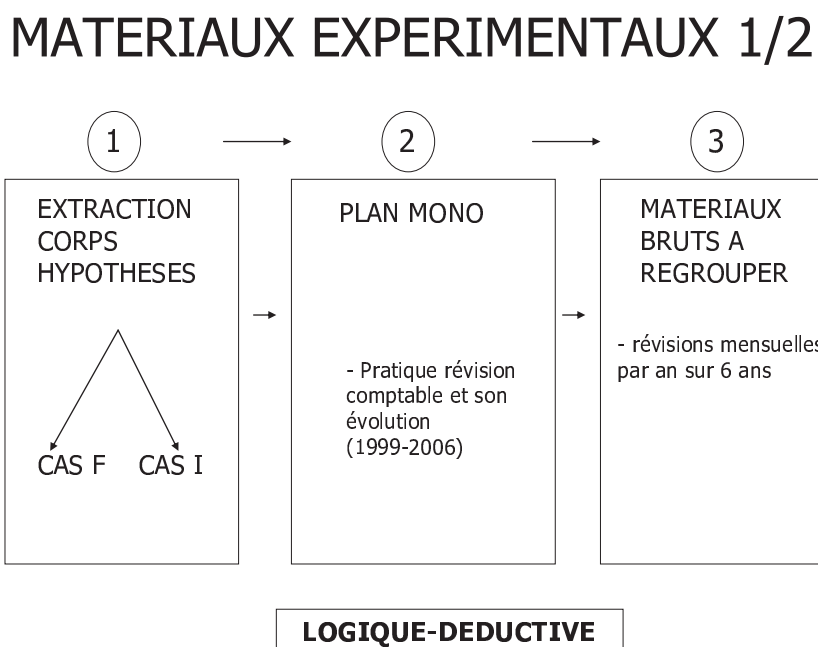 MATERIAUX EXPERIMENTAUX 1/2
1
2
3
EXTRACTION
CORPS
HYPOTHESES
CAS F CAS I
PLAN MONO
- Pratique révision
comptable et son
évolution
(1999-2006)
MATERIAUX
BRUTS A
REGROUPER
- révisions mensuelles
par an sur 6 ans
LOGIQUE-DEDUCTIVE